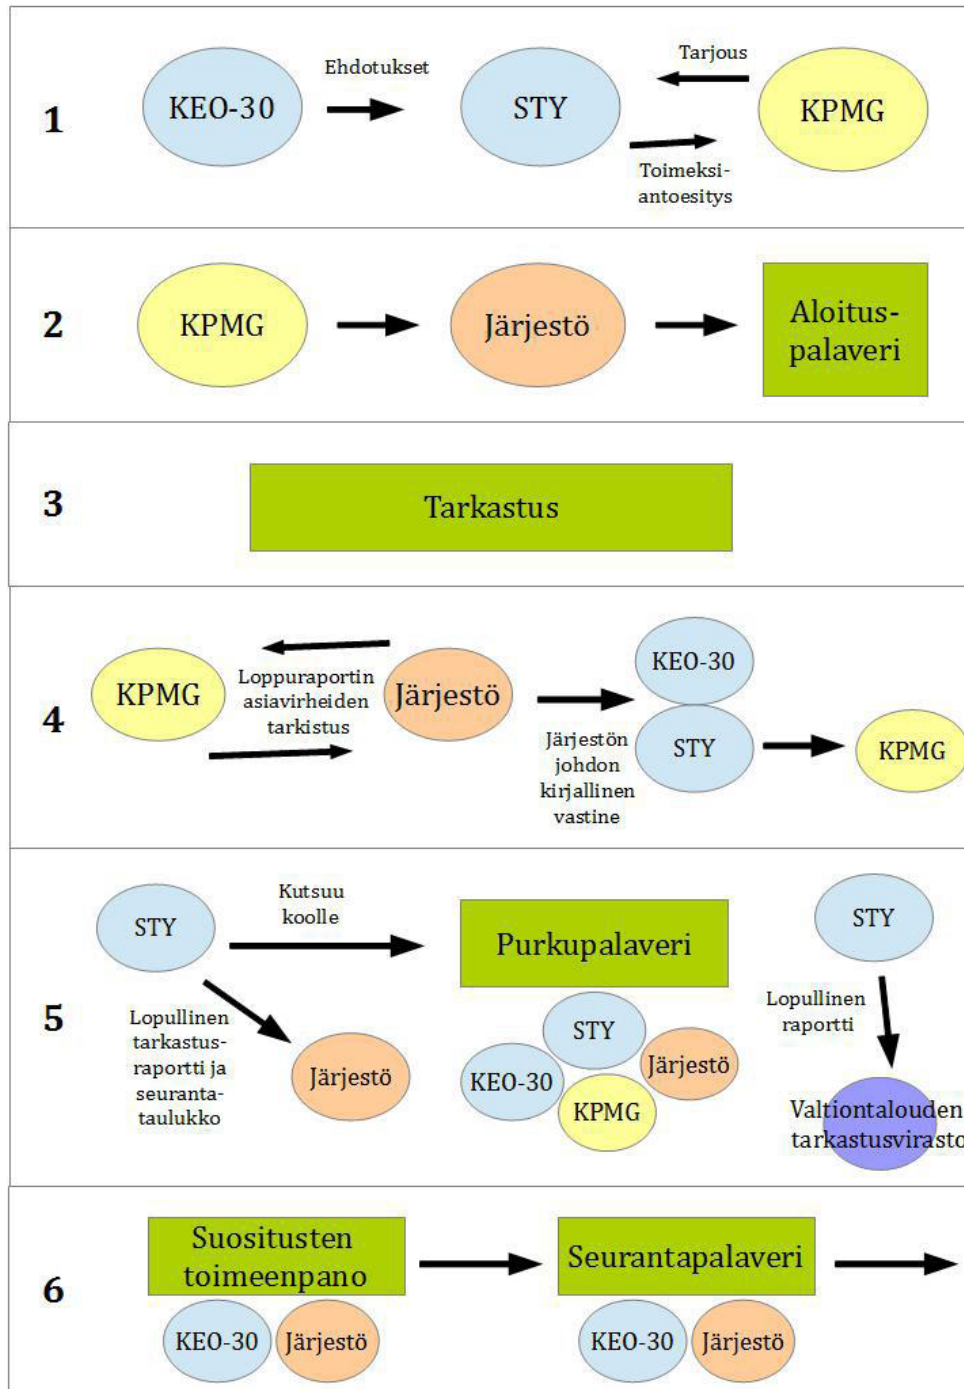 1
KEO-30
Ehdotukset
STY
Tarjous
Toimeksi-
antoesitys
KPMG
2
KPMG
Järjestö
Aloitus-
palaveri
3
Tarkastus
4
KPMG
Loppuraportin
asiavirheiden
tarkistus
Järjestö
Järjestön
johdon
kirjallinen
vastine
KEO-30
STY
KPMG
5
STY
Kutsuu
koolle
Lopullinen
tarkastus-
raportti ja
seuranta-
taulukko
Järjestö
Purkupalaveri
STY
KEO-30
Järjestö
KPMG
STY
Lopullinen
raportti
Valtiontalouden
tarkastusvirasto
6
Suositusten
toimeenpano
KEO-30
Järjestö
Seurantapalaveri
KEO-30
Järjestö